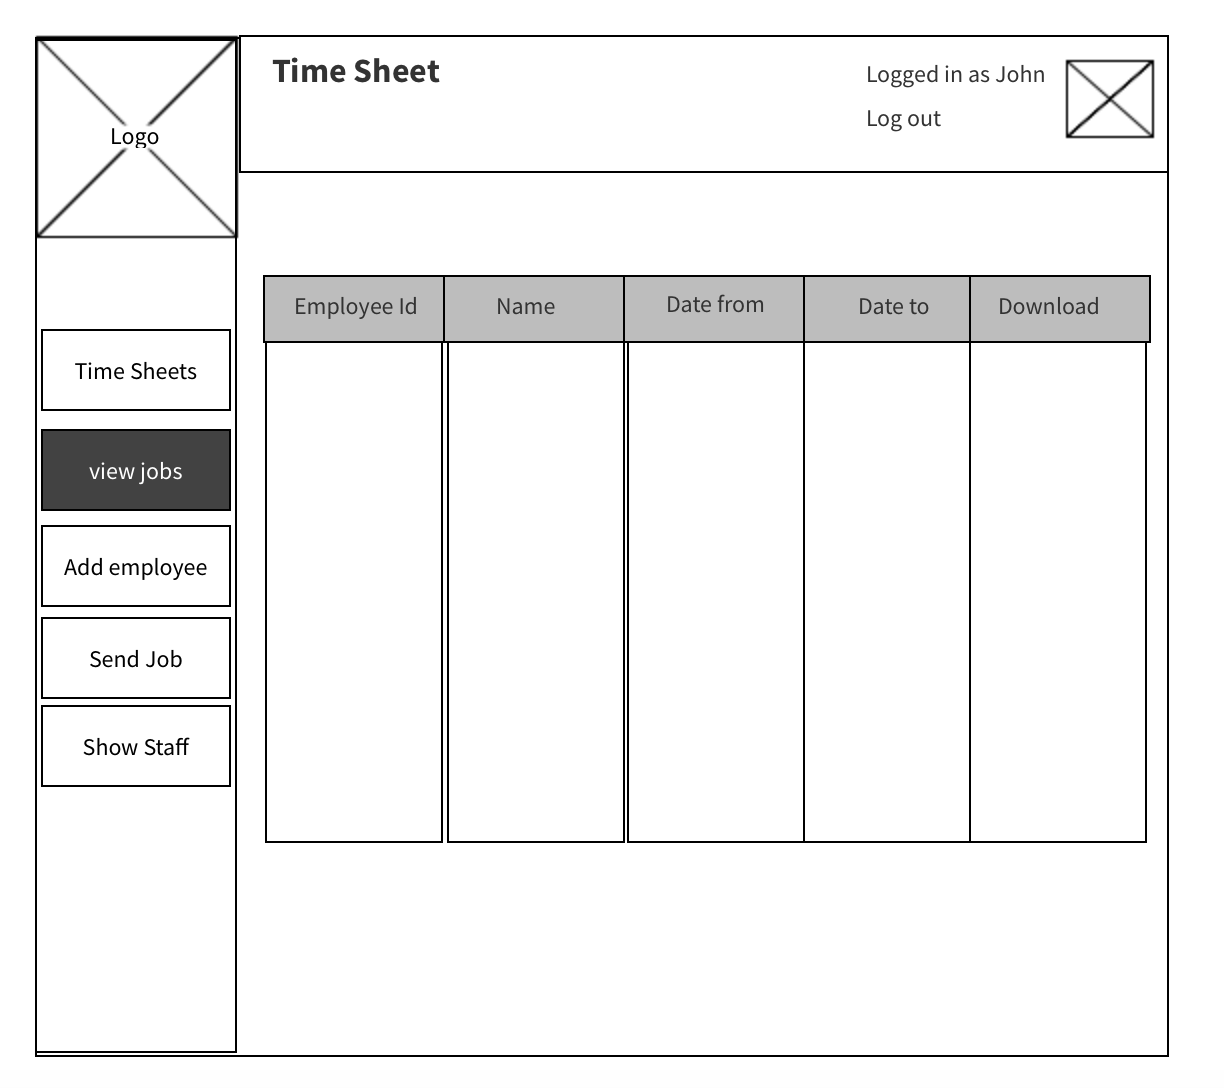 Logo
Time Sheet
Logged in as John
Log out
Employee Id
Name
Date from
Date to
Download
Time Sheets
view jobs
Add employee
Send Job
Show Staff